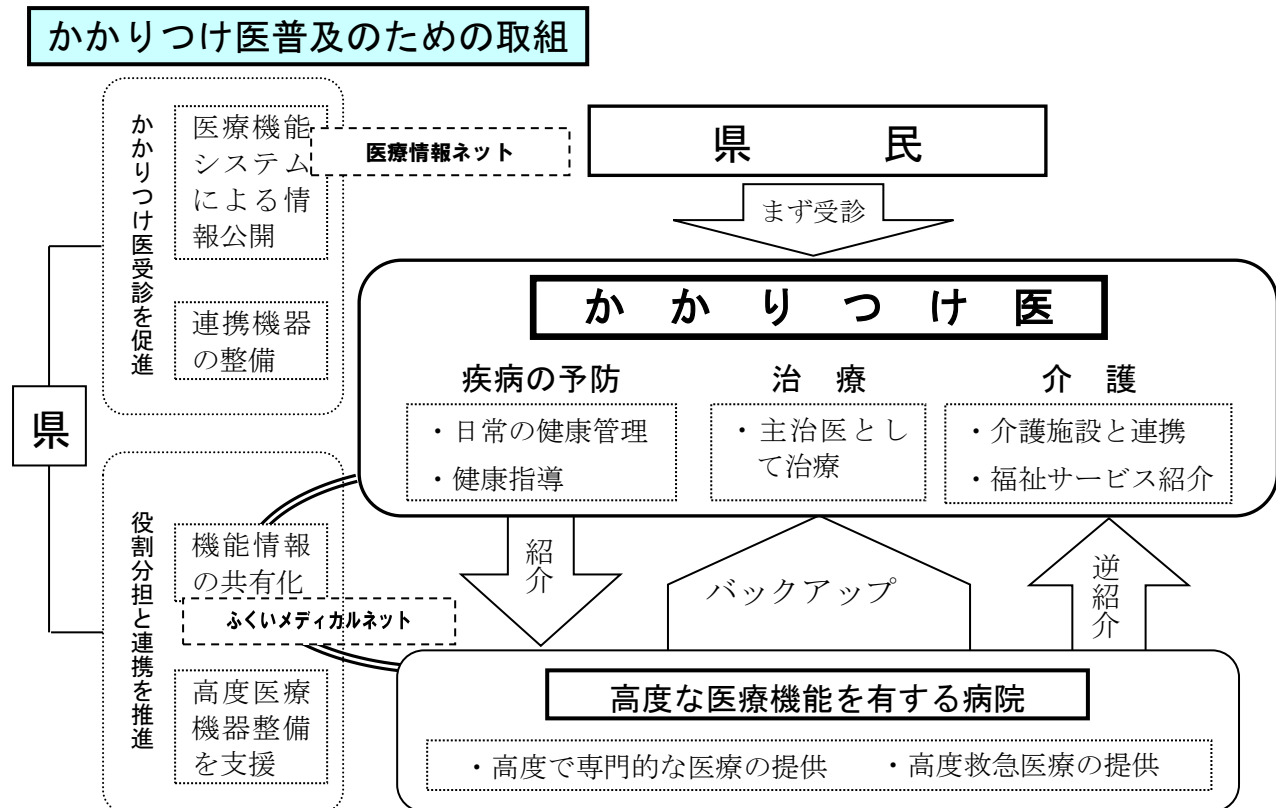 かかりつけ医普及のための取組
かかりつけ医受診を促進
医療機能
システム
による情
報公開
医療情報ネット
連携機器
の整備
県
役割分担と連携を推進
機能情報
の共有化
ふくいメディカルネット
高度医療
機器整備
を支援
県 民
まず受診
かかりつけ医
疾病の予防
・日常の健康管理
・健康指導
治 療
・主治医とし
て治療
介 護
・介護施設と連携
・福祉サービス紹介
紹介
バックアップ
逆紹介
高度な医療機能を有する病院
・高度で専門的な医療の提供 ・高度救急医療の提供